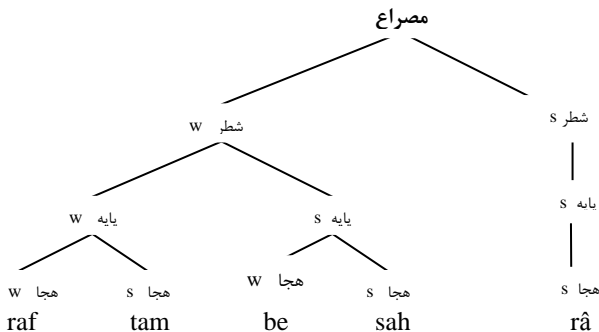 مصراع
شطر w شطر s
پایه w پایه s پایه s
هجا w هجا s هجا w هجا s هجا s
raf tam be sah râ